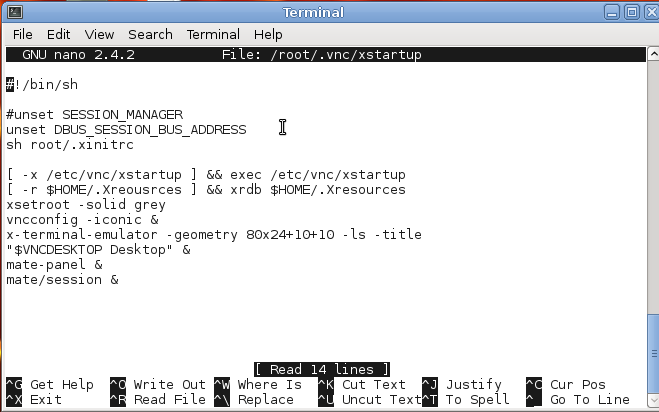 Terminal
File Edit View Search Terminal Help
GNU nano 2.4.2 File: /root/.vnc/xstartup
#!/bin/sh
#unset SESSION_MANAGER
unset DBUS_SESSION_BUS_ADDRESS
sh root/.xinitrc
[ -x /etc/vnc/xstartup ] && exec /etc/vnc/xstartup
[ -r $HOME/.Xreousrces ] && xrdb $HOME/.Xresources
xsetroot -solid grey
vncconfig -iconic &
x-terminal-emulator -geometry 80x24+10+10 -ls -title
"$VNCDESKTOP Desktop" &
mate-panel &
mate/session &
[ Read 14 lines ]
^G Get Help ^O Write Out ^W Where Is ^K Cut Text ^J Justify ^C Cur Pos
^X Exit ^R Read File ^\ Replace ^U Uncut Text ^T To Spell ^_ Go To Line